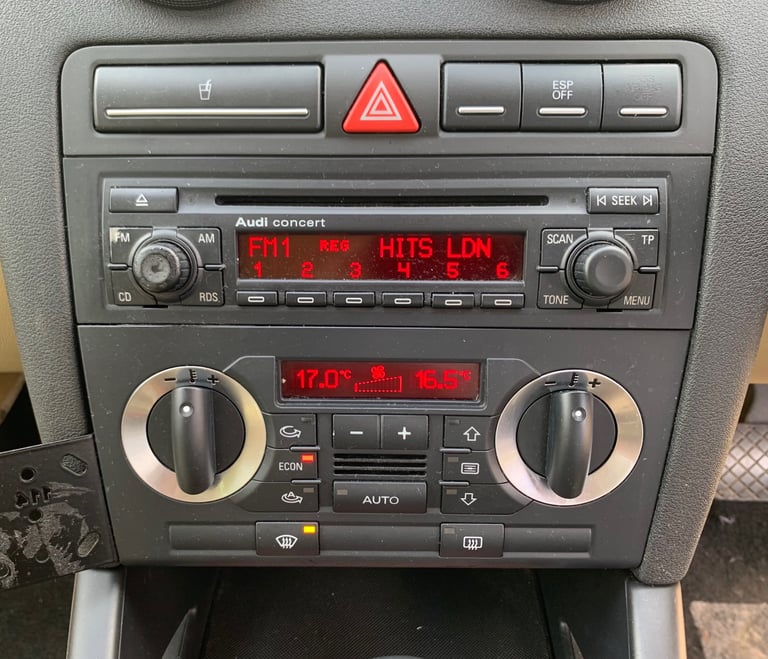 ESP
OFF
SEEK
Audi concert
FM
AM
FM1 REG HITS LDN
SCAN
TP
1 2 3 4 5 6
CD
RDS
TONE
MENU
17.0°C 16.5°C
- +
- +
- +
ECON
AUTO